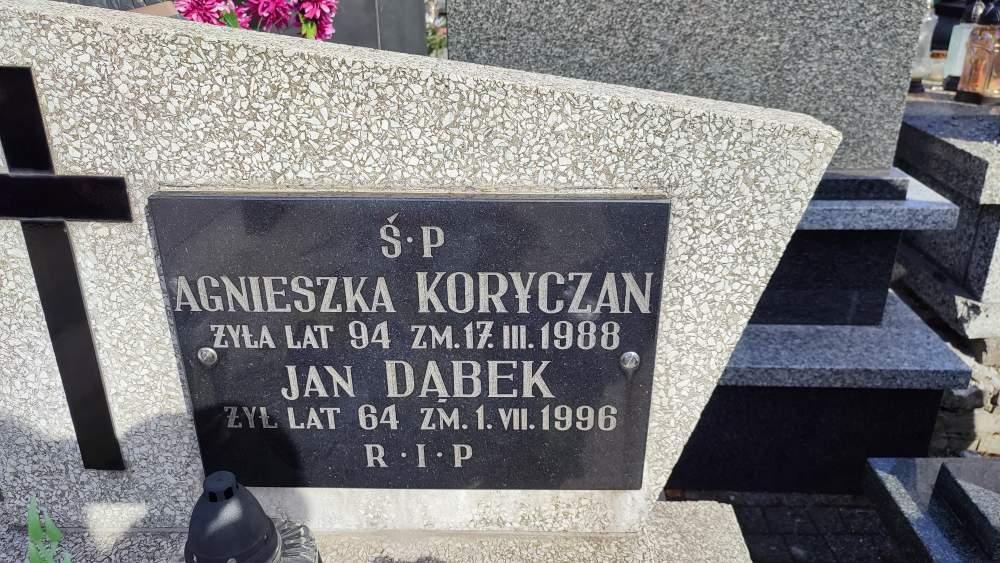 Ś·P
AGNIESZKA KORYCZAN
ŻYŁA LAT 94 ZM.17.III.1988
JAN DĄBEK
ŻYŁ LAT 64 ZM. 1.VII.1996
R·I·P